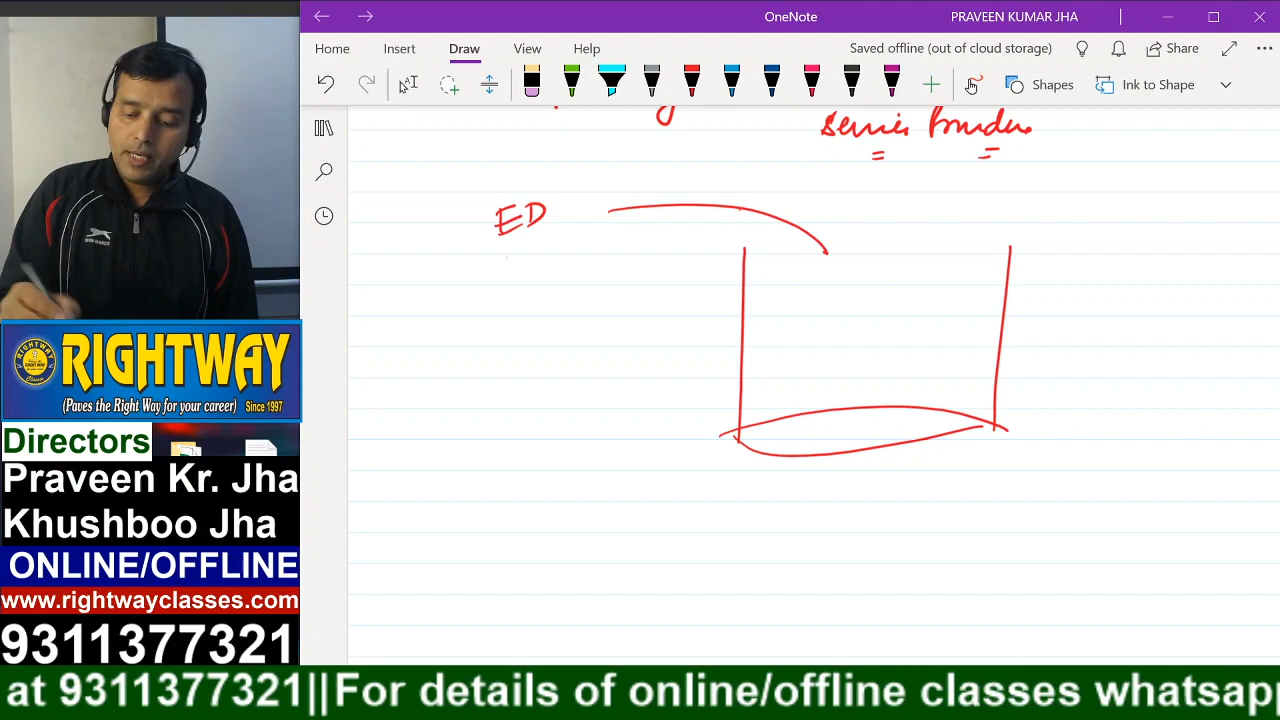 OneNote
PRAVEEN KUMAR JHA
Home Insert Draw View Help
Saved offline (out of cloud storage)
Share
Shapes
Ink to Shape
ED
RIGHTWAY
(Paves the Right Way for your career) Since 1997
Directors
Praveen Kr. Jha
Khushboo Jha
ONLINE/OFFLINE
www.rightwayclasses.com
9311377321
at 9311377321||For details of online/offline classes whatsapp